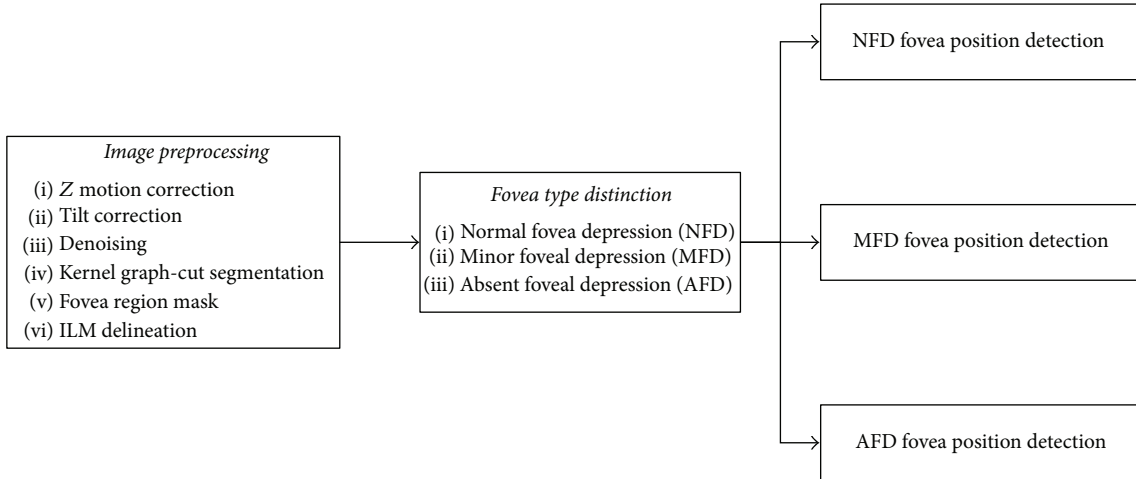 Image preprocessing
(i) Z motion correction
(ii) Tilt correction
(iii) Denoising
(iv) Kernel graph-cut segmentation
(v) Fovea region mask
(vi) ILM delineation
Fovea type distinction
(i) Normal fovea depression (NFD)
(ii) Minor foveal depression (MFD)
(iii) Absent foveal depression (AFD)
NFD fovea position detection
MFD fovea position detection
AFD fovea position detection